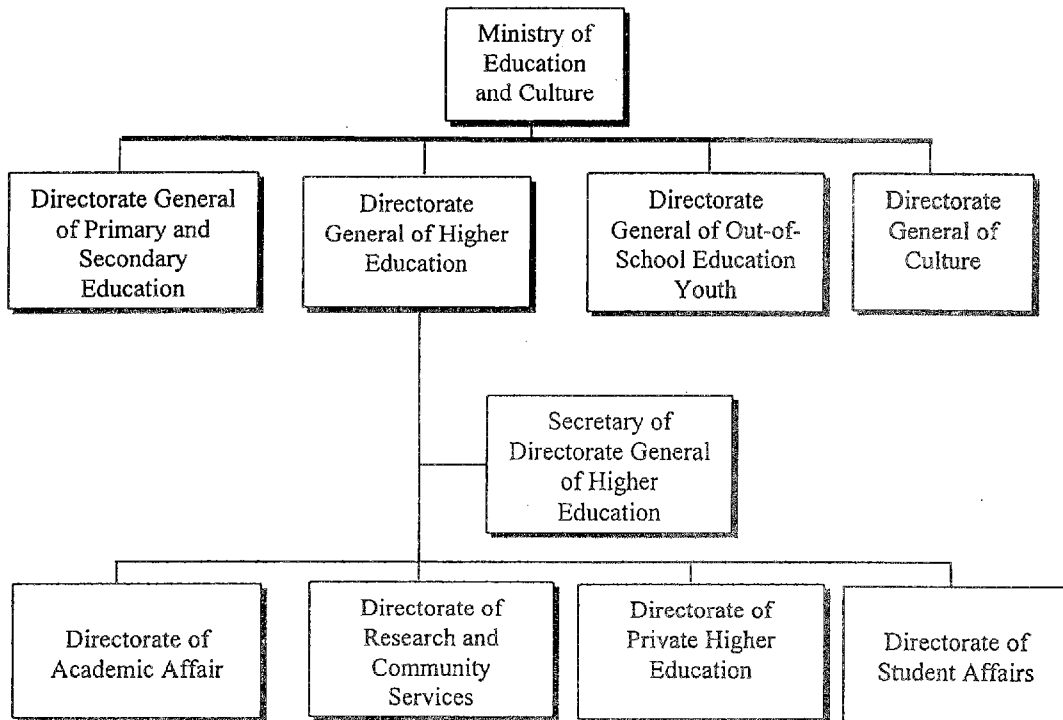 Ministry of
Education
and Culture
Directorate General
of Primary and
Secondary
Education
Directorate
General of Higher
Education
Directorate
General of Out-of-
School Education
Youth
Directorate
General of
Culture
Secretary of
Directorate General
of Higher
Education
Directorate of
Academic Affair
Directorate of
Research and
Community
Services
Directorate of
Private Higher
Education
Directorate of
Student Affairs